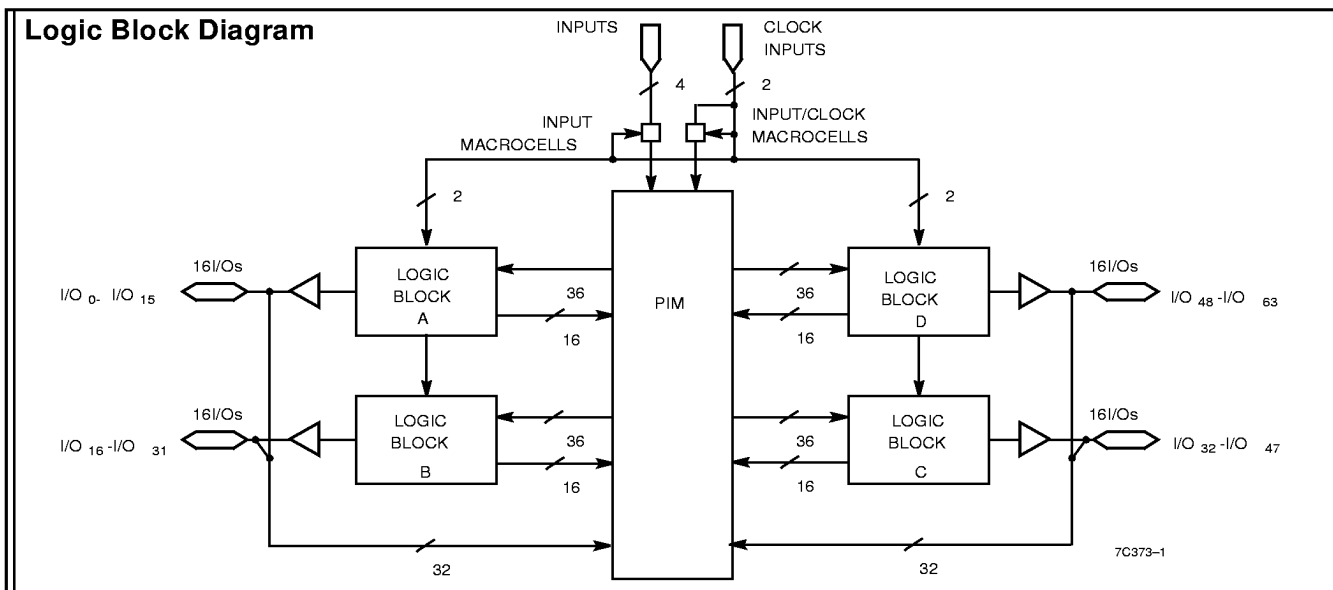 Logic Block Diagram
INPUTS
CLOCK
INPUTS
4
2
INPUT
MACROCELLS
INPUT/CLOCK
MACROCELLS
2
2
16I/Os
LOGIC
BLOCK
A
36
16
PIM
36
16
LOGIC
BLOCK
D
16I/Os
I/O 0- I/O 15
I/O 48-I/O 63
16I/Os
LOGIC
BLOCK
B
36
16
36
16
LOGIC
BLOCK
C
16I/Os
I/O 16-I/O 31
I/O 32-I/O 47
32
32
7C373–1